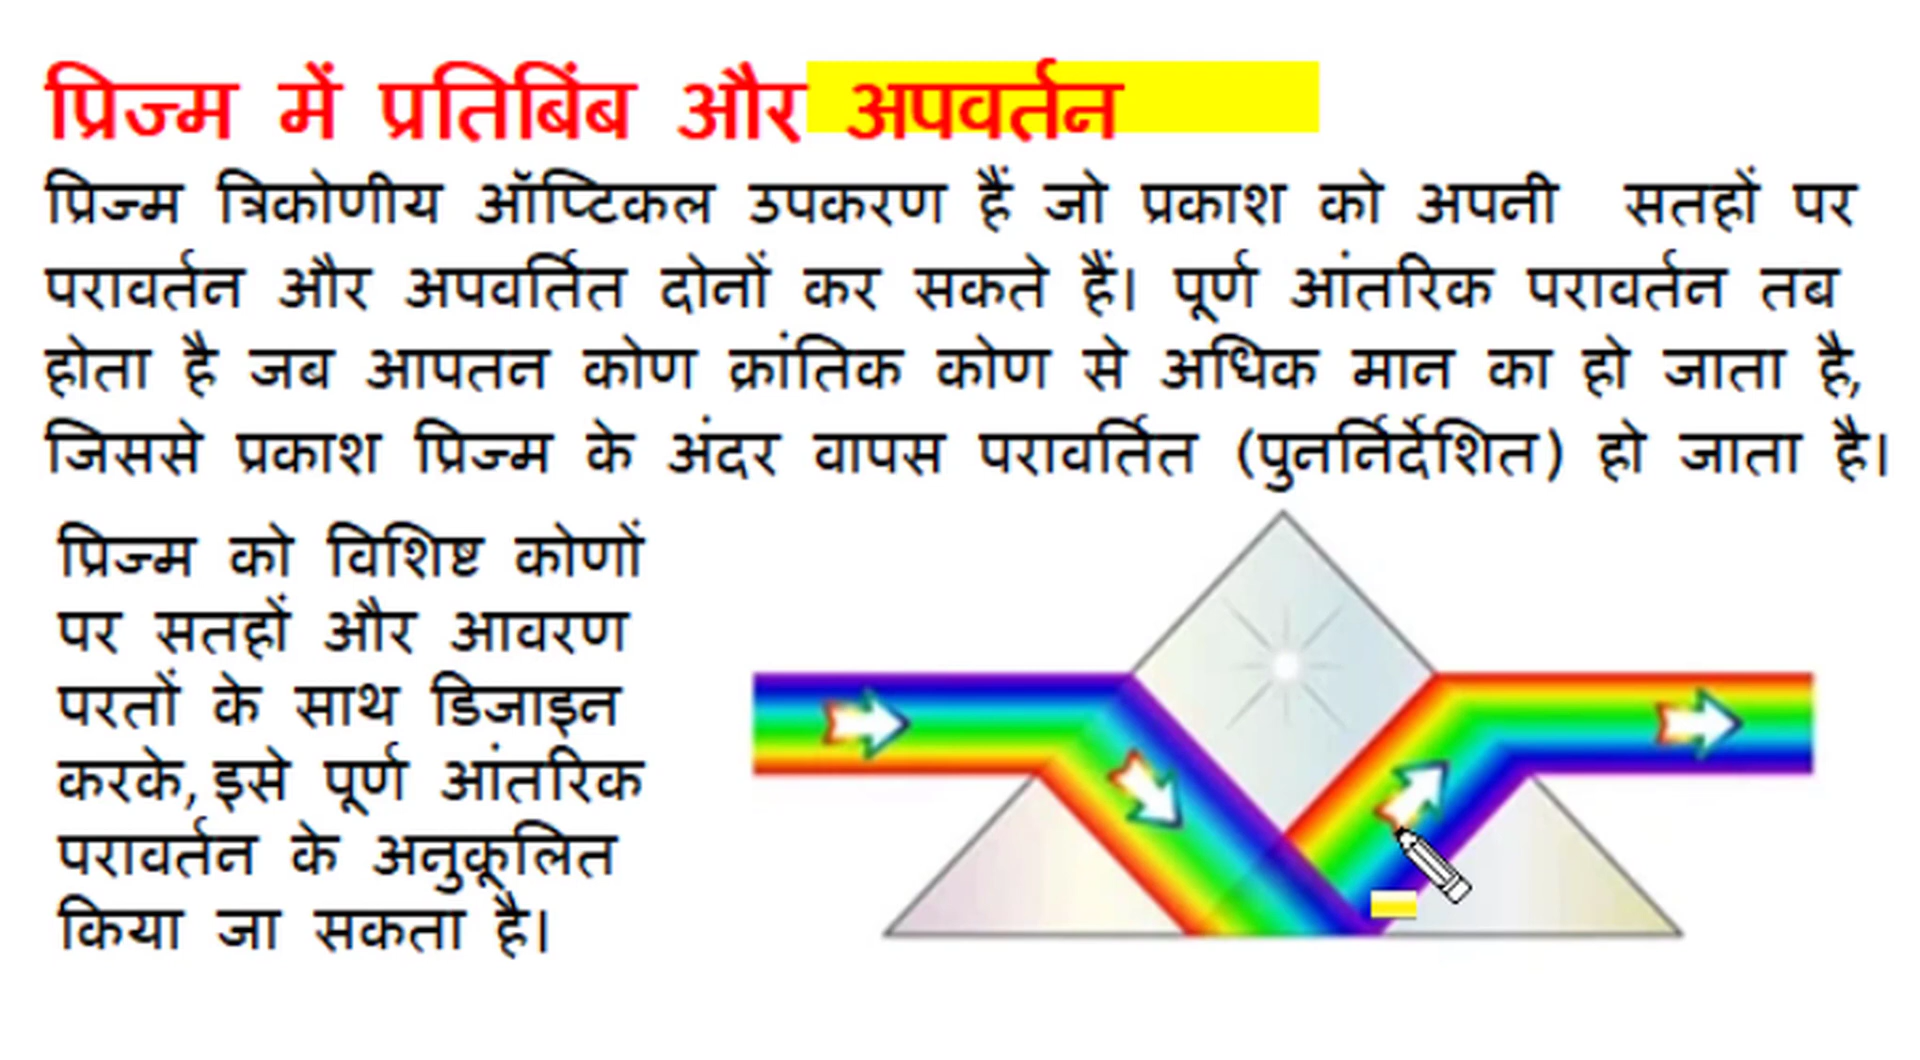 प्रिज्म में प्रतिबिंब और अपवर्तन
प्रिज्म त्रिकोणीय ऑप्टिकल उपकरण हैं जो प्रकाश को अपनी सतहों पर
परावर्तन और अपवर्तित दोनों कर सकते हैं। पूर्ण आंतरिक परावर्तन तब
होता है जब आपतन कोण क्रांतिक कोण से अधिक मान का हो जाता है,
जिससे प्रकाश प्रिज्म के अंदर वापस परावर्तित (पुनर्निर्देशित) हो जाता है।
प्रिज्म को विशिष्ट कोणों
पर सतहों और आवरण
परतों के साथ डिजाइन
करके, इसे पूर्ण आंतरिक
परावर्तन के अनुकूलित
किया जा सकता है।